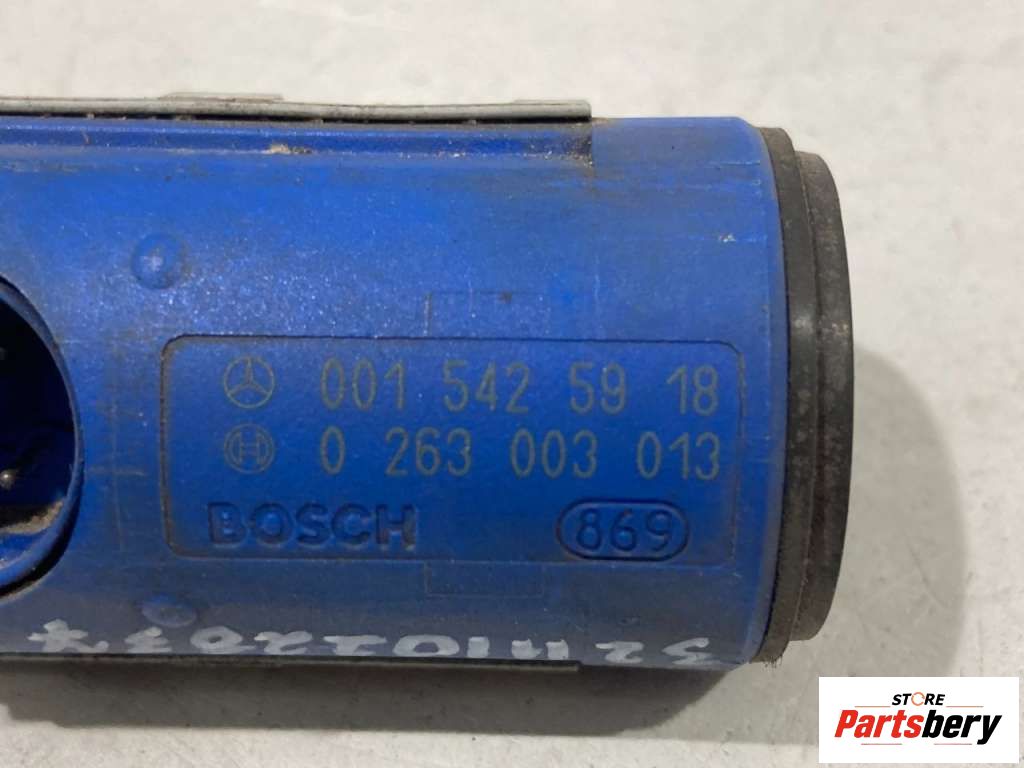 001 542 59 18
0 263 003 013
BOSCH 869
STORE
Partsbery